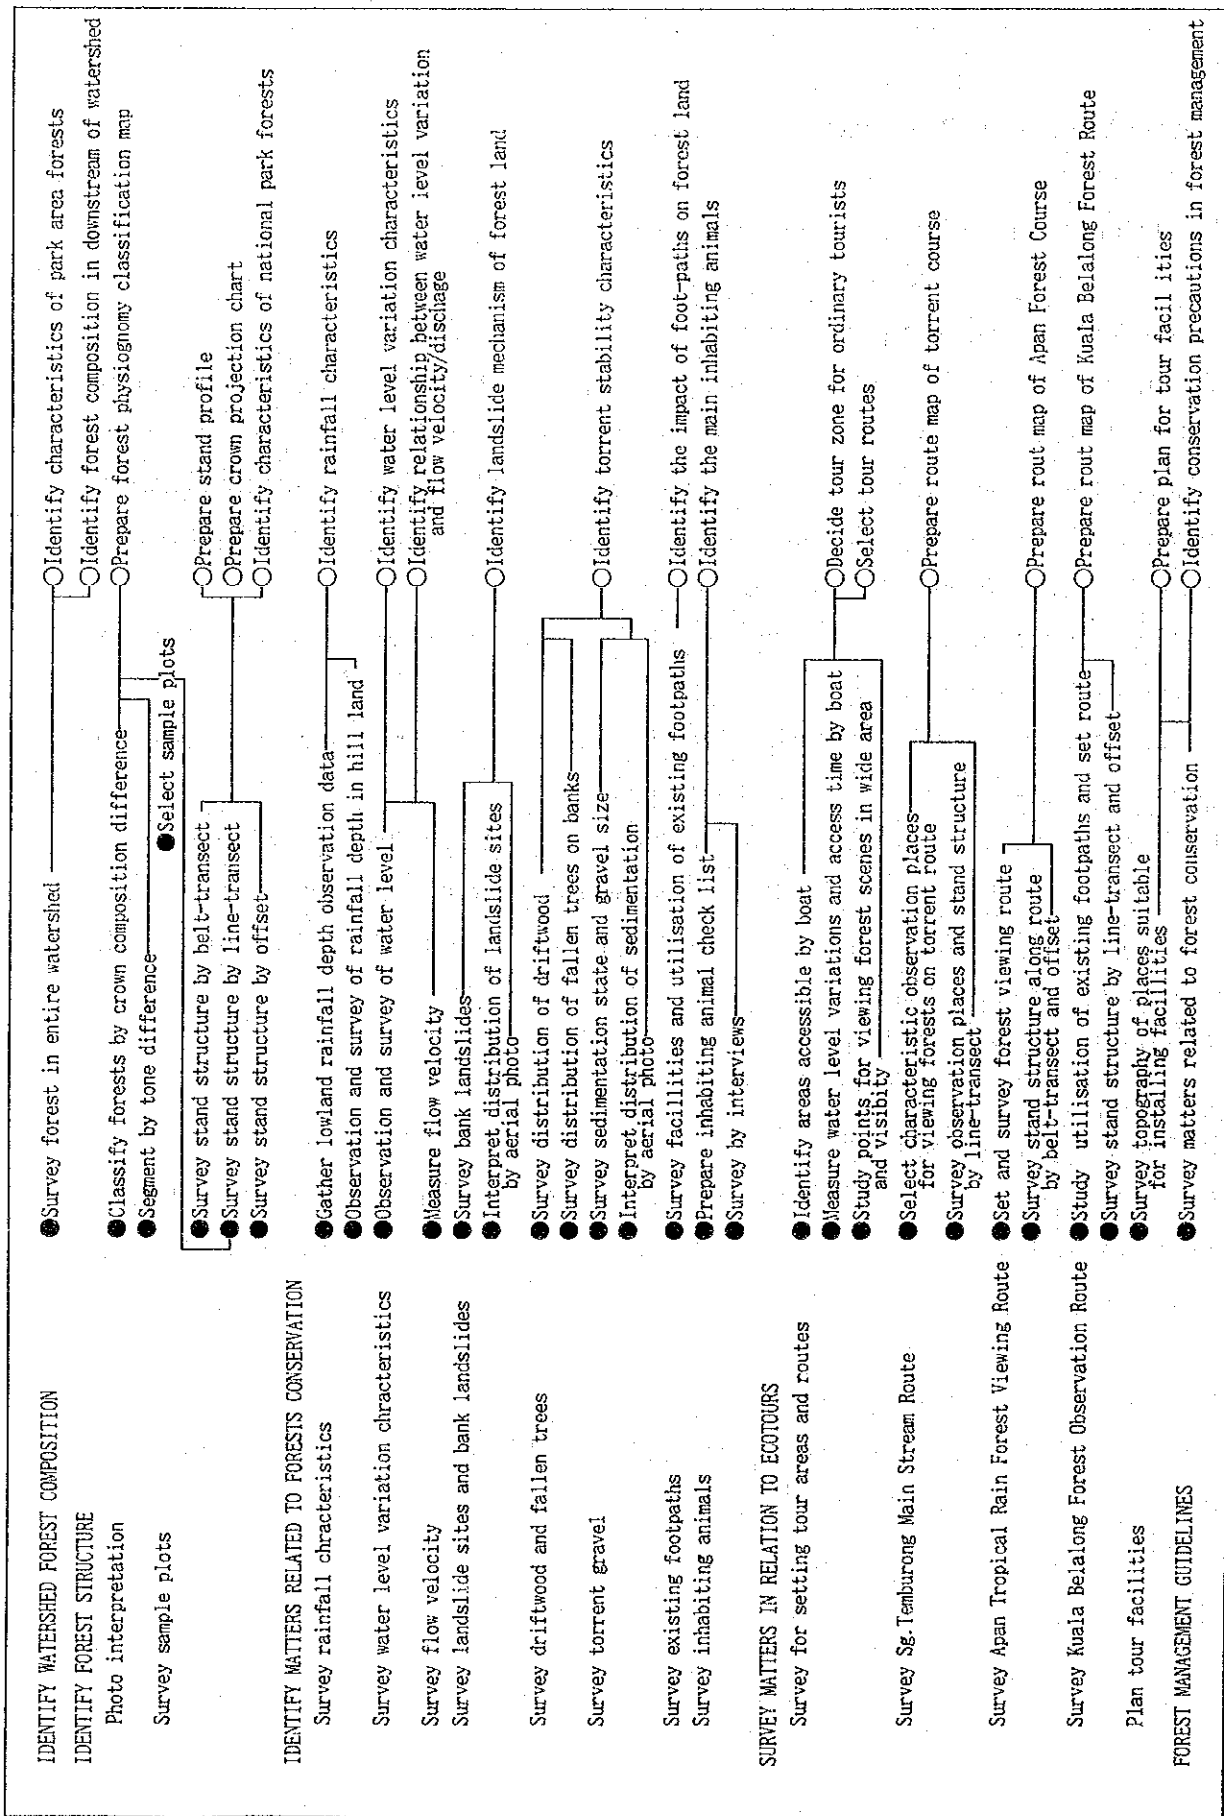 IDENTIFY WATERSHED FOREST COMPOSITION
●Survey forest in entire watershed
○Identify characteristics of park area forests
○Identify forest composition in downstream of watershed
IDENTIFY FOREST STRUCTURE
Photo interpretation
●Classify forests by crown composition difference
○Prepare forest physiognomy classification map
●Segment by tone difference
●Select sample plots
Survey sample plots
●Survey stand structure by belt-transect
○Prepare stand profile
●Survey stand structure by line-transect
○Prepare crown projection chart
●Survey stand structure by offset
○Identify characteristics of national park forests
IDENTIFY MATTERS RELATED TO FORESTS CONSERVATION
Survey rainfall chracteristics
●Gather lowland rainfall depth observation data
○Identify rainfall characteristics
●Observation and survey of rainfall depth in hill land
Survey water level variation chracteristics
●Observation and survey of water level
○Identify water level variation characteristics
○Identify relationship between water level variation
and flow velocity/dischage
Survey flow velocity
●Measure flow velocity
Survey landslide sites and bank landslides
●Survey bank landslides
○Identify landslide mechanism of forest land
●Interpret distribution of landslide sites
by aerial photo
Survey driftwood and fallen trees
●Survey distribution of driftwood
●Survey distribution of fallen trees on banks
Survey torrent gravel
●Survey sedimentation state and gravel size
○Identify torrent stability characteristics
●Interpret distribution of sedimentation
by aerial photo
Survey existing footpaths
●Survey facilities and utilisation of existing footpaths
○Identify the impact of foot-paths on forest land
Survey inhabiting animals
●Prepare inhabiting animal check list
○Identify the main inhabiting animals
●Survey by interviews
SURVEY MATTERS IN RELATION TO ECOTOURS
Survey for setting tour areas and routes
●Identify areas accessible by boat
●Measure water level variations and access time by boat
○Decide tour zone for ordinary tourists
●Study points for viewing forest scenes in wide area
and visibity
○Select tour routes
Survey Sg.Temburong Main Stream Route
●Select characteristic observation places
for viewing forests on torrent route
○Prepare route map of torrent course
●Survey observation places and stand structure
by line-transect
Survey Apan Tropical Rain Forest Viewing Route
●Set and survey forest viewing route
●Survey stand structure along route
by belt-transect and offset
○Prepare rout map of Apan Forest Course
Survey Kuala Belalong Forest Observation Route
●Study utilisation of existing footpaths and set route
○Prepare rout map of Kuala Belalong Forest Route
●Survey stand structure by line-transect and offset
Plan tour facilities
●Survey topography of places suitable
for installing facilities
○Prepare plan for tour facil ities
FOREST MANAGEMENT GUIDELINES
●Survey matters related to forest conservation
○Identify conservation precautions in forest management